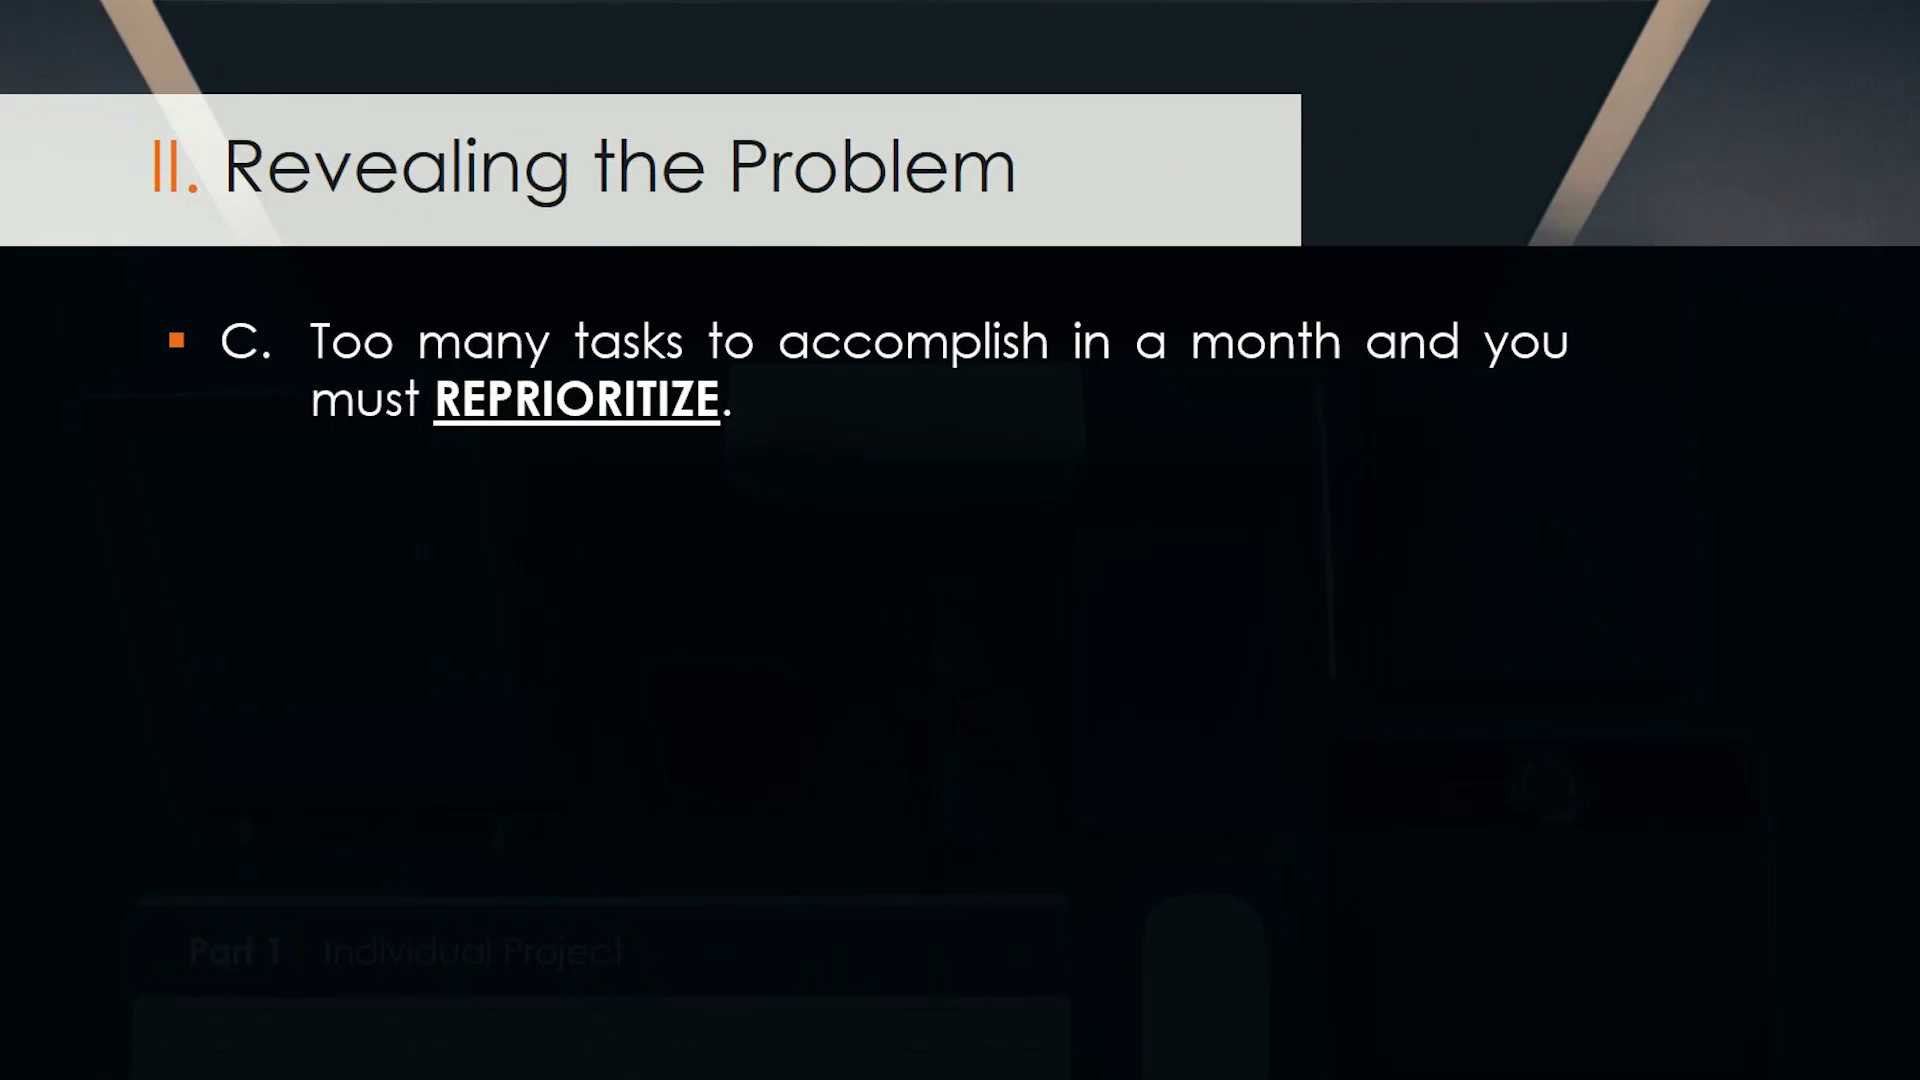 II. Revealing the Problem
C. Too many tasks to accomplish in a month and you
must REPRIORITIZE.
Part 1 Individual Project